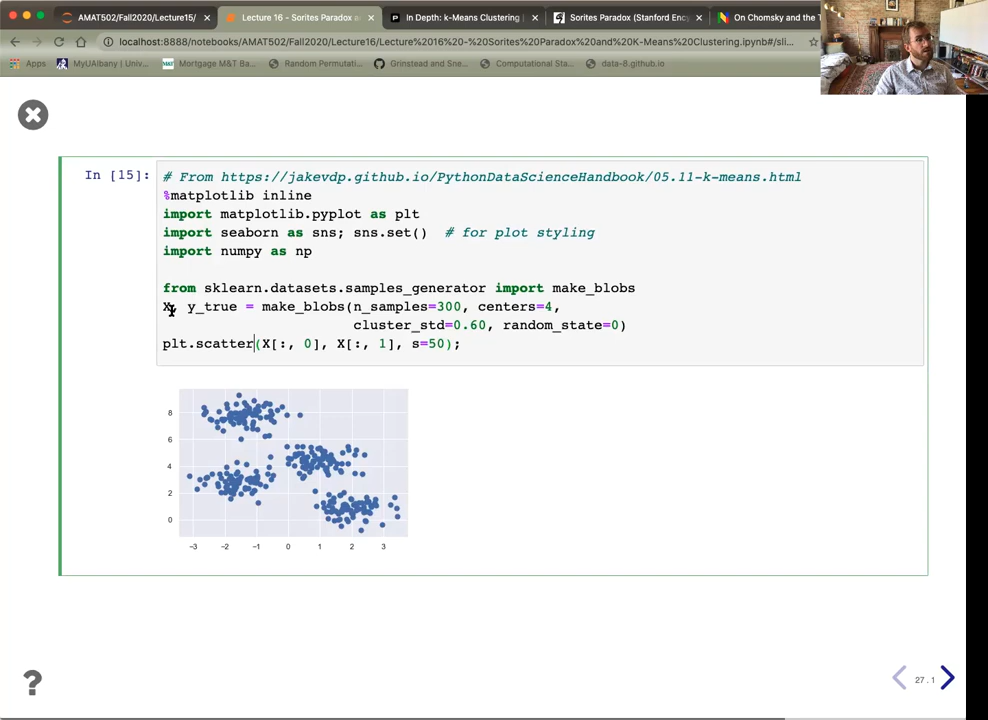 AMAT502/Fall2020/Lecture15/
Lecture 16 - Sorites Paradox a
In Depth: k-Means Clustering
Sorites Paradox (Stanford Enc
On Chomsky and the T
localhost:8888/notebooks/AMAT502/Fall2020/Lecture16/Lecture%2016%20-%20Sorites%20Paradox%20and%20K-Means%20Clustering.ipynb#/sli...
Apps
MyUAlbany | Univ...
Mortgage M&T Ba...
Random Permutati...
Grinstead and Sne...
Computational Sta...
data-8.github.io
In [15]:
# From https://jakevdp.github.io/PythonDataScienceHandbook/05.11-k-means.html
%matplotlib inline
import matplotlib.pyplot as plt
import seaborn as sns; sns.set()  # for plot styling
import numpy as np
from sklearn.datasets.samples_generator import make_blobs
X, y_true = make_blobs(n_samples=300, centers=4,
cluster_std=0.60, random_state=0)
plt.scatter(X[:, 0], X[:, 1], s=50);
8
6
4
2
0
−3 −2 −1 0 1 2 3
?
27.1